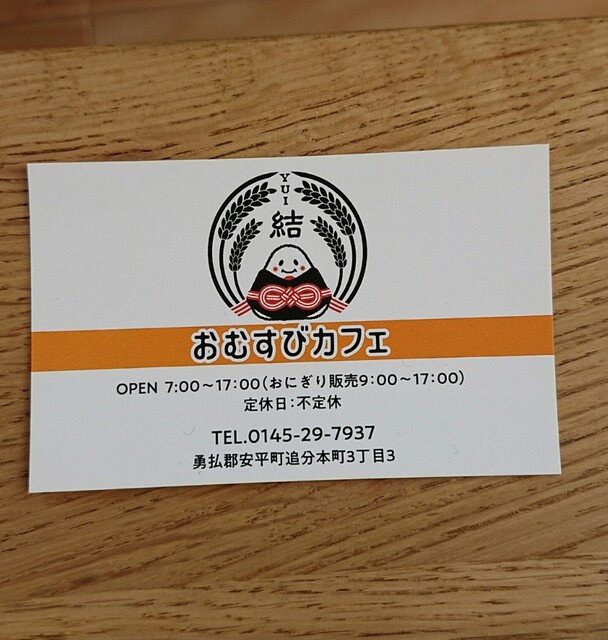 YUI
結
おむすびカフェ
OPEN 7:00～17:00(おにぎり販売9:00～17:00)
定休日:不定休
TEL.0145-29-7937
勇払郡安平町追分本町3丁目3